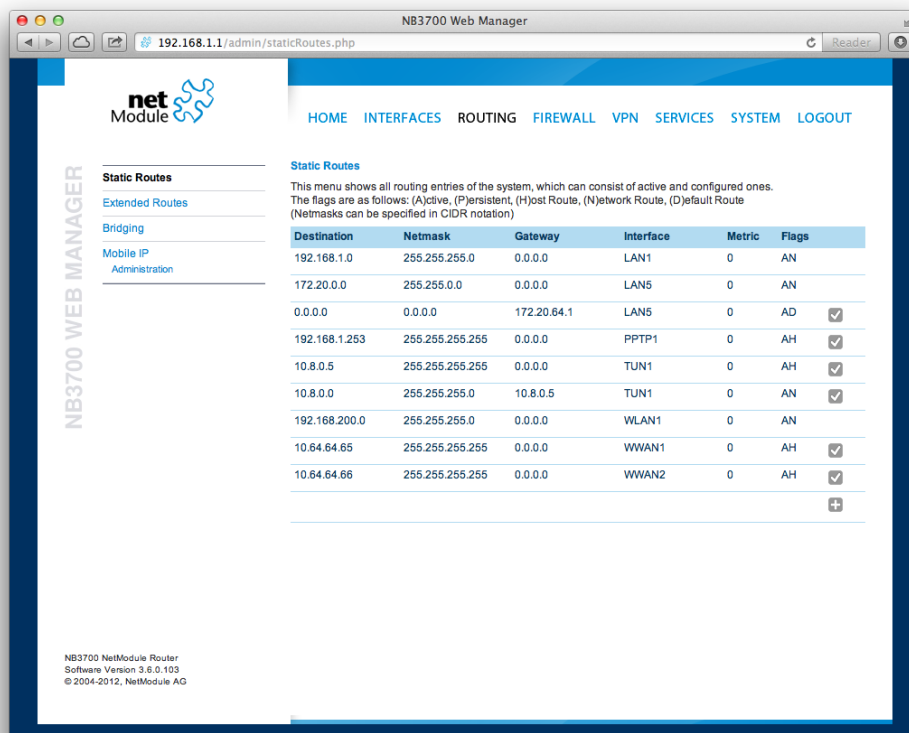 NB3700 Web Manager
192.168.1.1/admin/staticRoutes.php
Reader
net
Module
HOME INTERFACES ROUTING FIREWALL VPN SERVICES SYSTEM LOGOUT
NB3700 WEB MANAGER
Static Routes
Extended Routes
Bridging
Mobile IP
Administration
Static Routes
This menu shows all routing entries of the system, which can consist of active and configured ones.
The flags are as follows: (A)ctive, (P)ersistent, (H)ost Route, (N)etwork Route, (D)efault Route
(Netmasks can be specified in CIDR notation)
Destination Netmask Gateway Interface Metric Flags
192.168.1.0 255.255.255.0 0.0.0.0 LAN1 0 AN
172.20.0.0 255.255.0.0 0.0.0.0 LAN5 0 AN
0.0.0.0 0.0.0.0 172.20.64.1 LAN5 0 AD
192.168.1.253 255.255.255.255 0.0.0.0 PPTP1 0 AH
10.8.0.5 255.255.255.255 0.0.0.0 TUN1 0 AH
10.8.0.0 255.255.255.0 10.8.0.5 TUN1 0 AN
192.168.200.0 255.255.255.0 0.0.0.0 WLAN1 0 AN
10.64.64.65 255.255.255.255 0.0.0.0 WWAN1 0 AH
10.64.64.66 255.255.255.255 0.0.0.0 WWAN2 0 AH
NB3700 NetModule Router
Software Version 3.6.0.103
© 2004-2012, NetModule AG